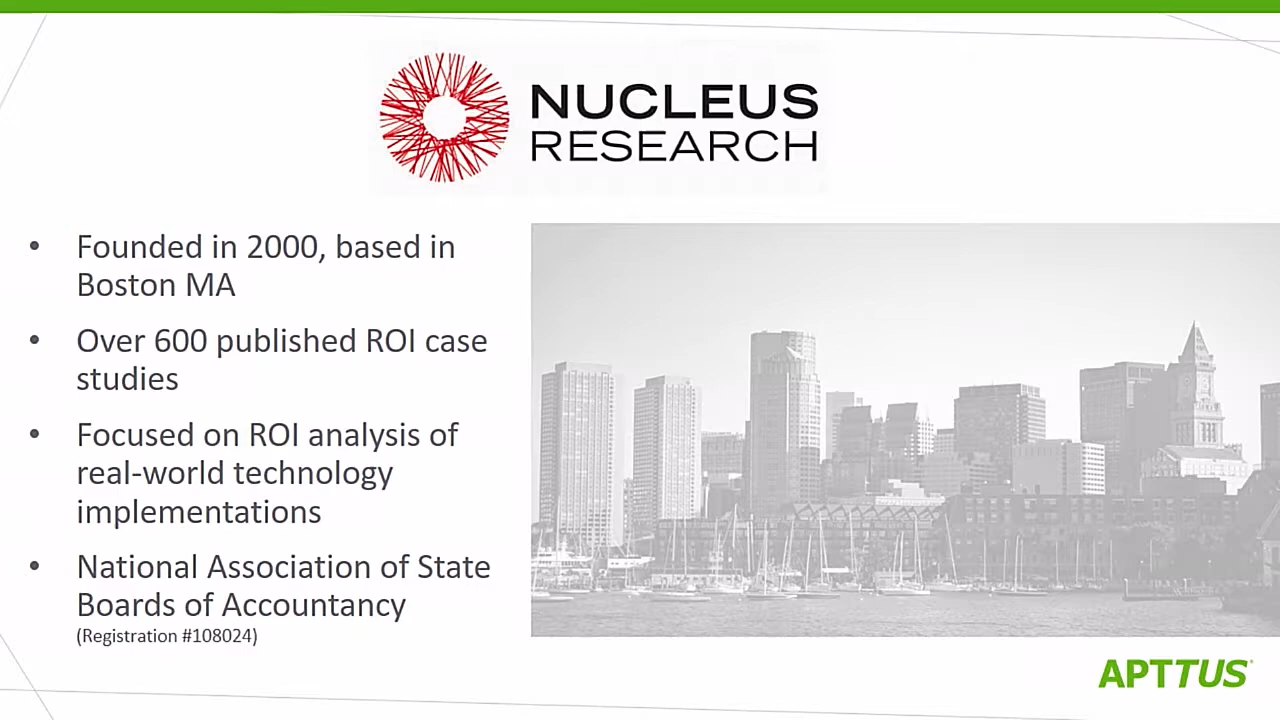 NUCLEUS
RESEARCH
• Founded in 2000, based in
Boston MA
• Over 600 published ROI case
studies
• Focused on ROI analysis of
real-world technology
implementations
• National Association of State
Boards of Accountancy
(Registration #108024)
APTTUS